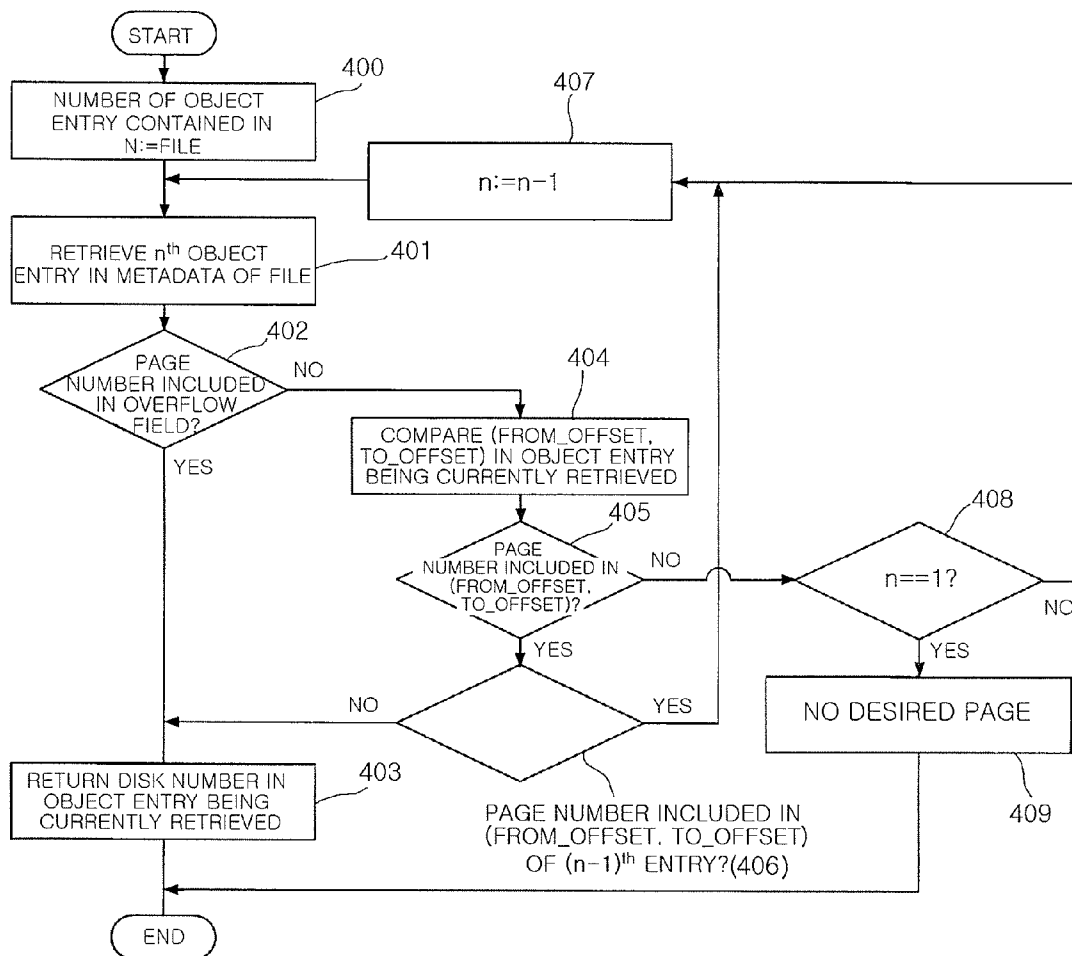 START
400
NUMBER OF OBJECT
ENTRY CONTAINED IN
N:=FILE
407
n:=n-1
RETRIEVE nth OBJECT
ENTRY IN METADATA OF FILE
401
402
PAGE
NUMBER INCLUDED
IN OVERFLOW
FIELD?
NO
YES
404
COMPARE (FROM_OFFSET,
TO_OFFSET) IN OBJECT ENTRY
BEING CURRENTLY RETRIEVED
405
PAGE
NUMBER INCLUDED IN
(FROM_OFFSET,
TO_OFFSET)?
NO
YES
408
n==1?
NO
YES
NO
YES
NO DESIRED PAGE
409
RETURN DISK NUMBER IN
OBJECT ENTRY BEING
CURRENTLY RETRIEVED
403
PAGE NUMBER INCLUDED IN
(FROM_OFFSET, TO_OFFSET)
OF (n-1)th ENTRY?(406)
END